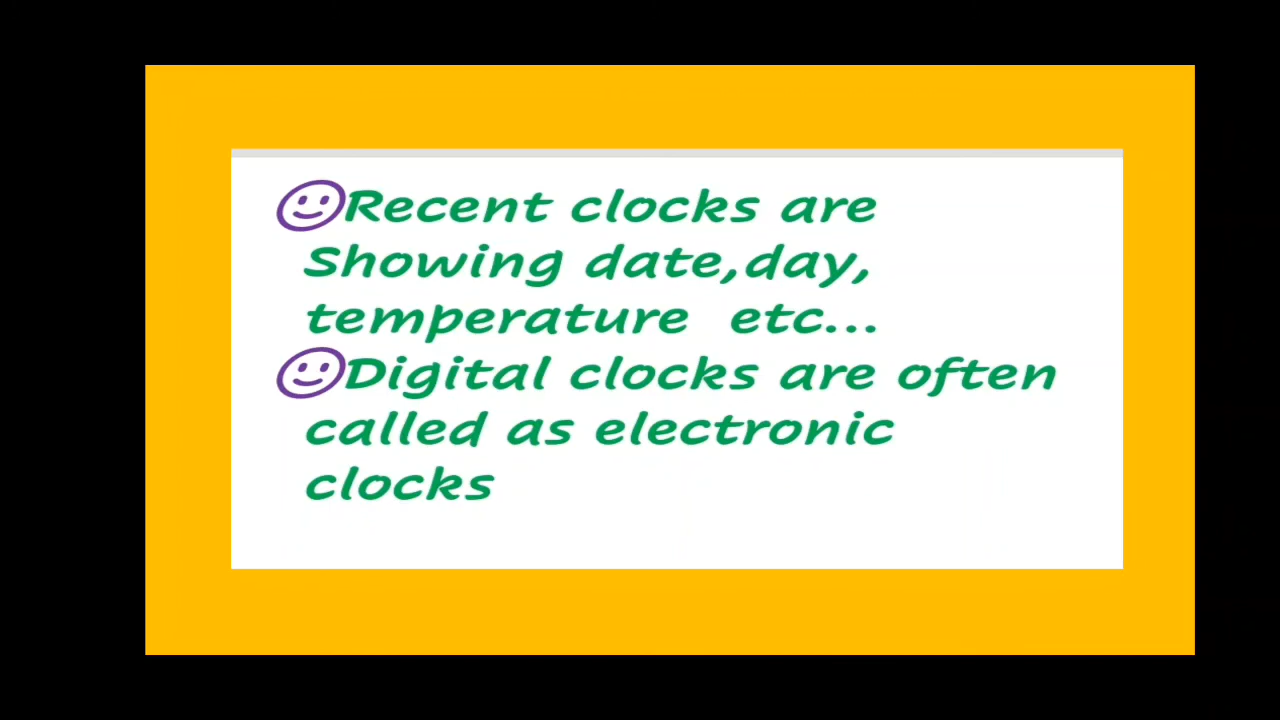 Recent clocks are
Showing date,day,
temperature etc...
Digital clocks are often
called as electronic
clocks